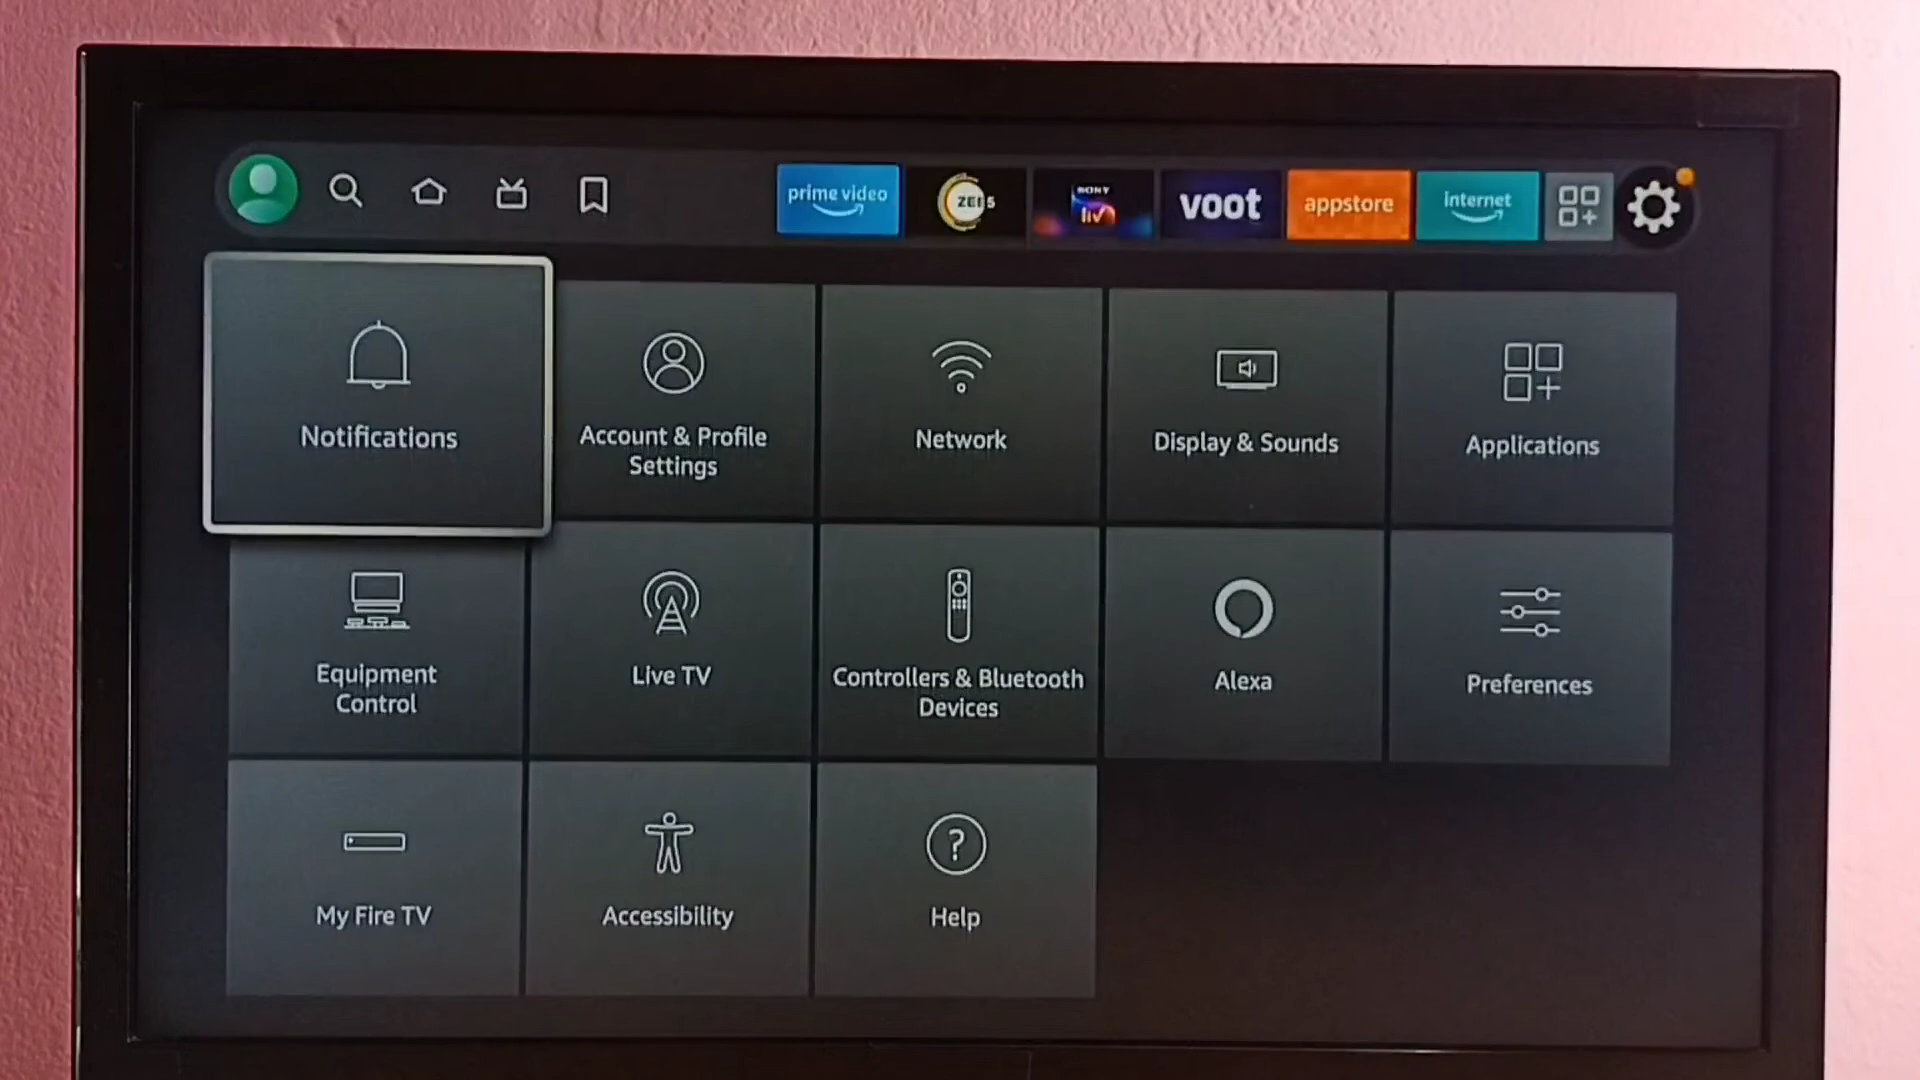 prime video
ZEE5
SONY
liv
voot
appstore
internet
Notifications
Account & Profile
Settings
Network
Display & Sounds
Applications
Equipment
Control
Live TV
Controllers & Bluetooth
Devices
Alexa
Preferences
My Fire TV
Accessibility
?
Help